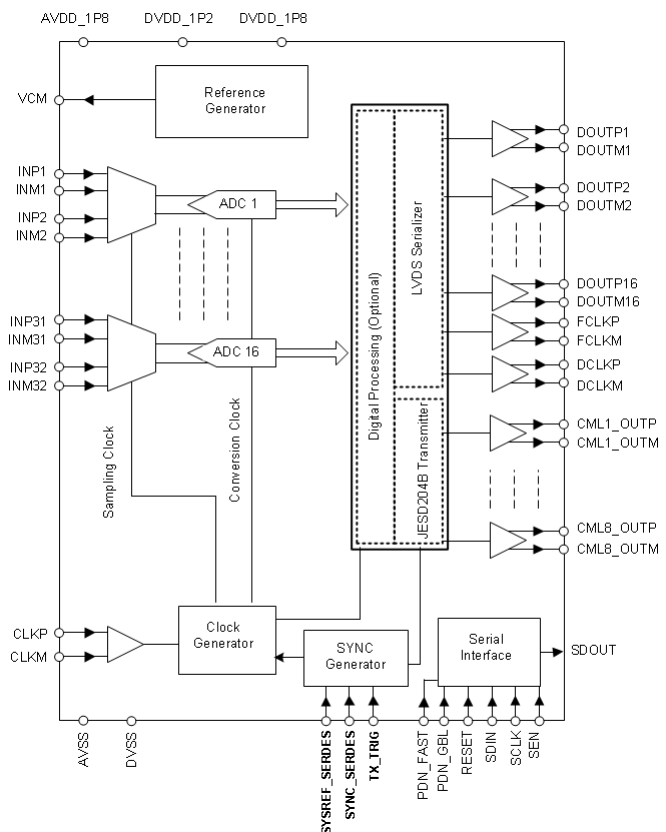 AVDD_1P8
DVDD_1P2
DVDD_1P8
VCM
Reference
Generator
INP1
INM1
INP2
INM2
ADC 1
INP31
INM31
INP32
INM32
ADC 16
Sampling Clock
Conversion Clock
Digital Processing (Optional)
LVDS Serializer
JESD204B Transmitter
DOUTP1
DOUTM1
DOUTP2
DOUTM2
DOUTP16
DOUTM16
FCLKP
FCLKM
DCLKP
DCLKM
CML1_OUTP
CML1_OUTM
CML8_OUTP
CML8_OUTM
CLKP
CLKM
Clock
Generator
SYNC
Generator
Serial
Interface
SDOUT
AVSS
DVSS
SYSREF_SERDES
SYNC_SERDES
TX_TRIG
PDN_FAST
PDN_GBL
RESET
SDIN
SCLK
SEN